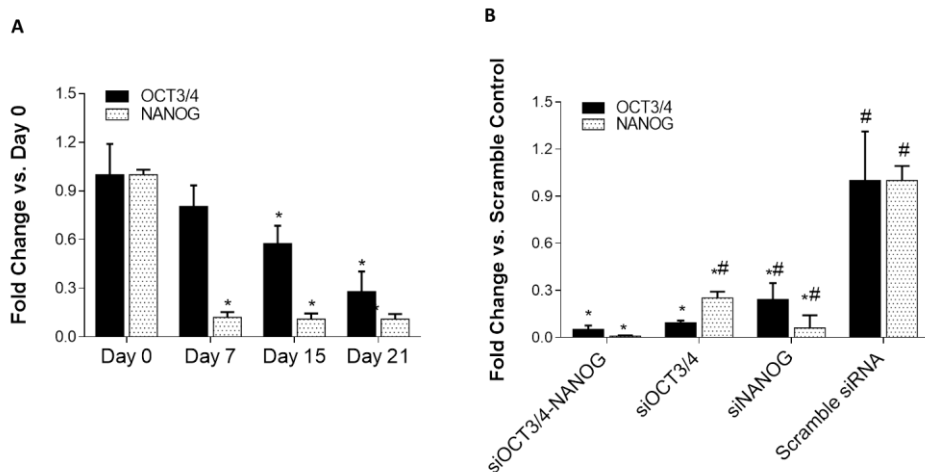 A
Fold Change vs. Day 0
OCT3/4
NANOG
1.5
1.2
0.9
0.6
0.3
0.0
*
*
*
*
*
Day 0
Day 7
Day 15
Day 21
B
Fold Change vs. Scramble Control
OCT3/4
NANOG
1.5
1.2
0.9
0.6
0.3
0.0
*
*
*
*#
*#
*#
#
#
siOCT3/4-NANOG
siOCT3/4
siNANOG
Scramble siRNA